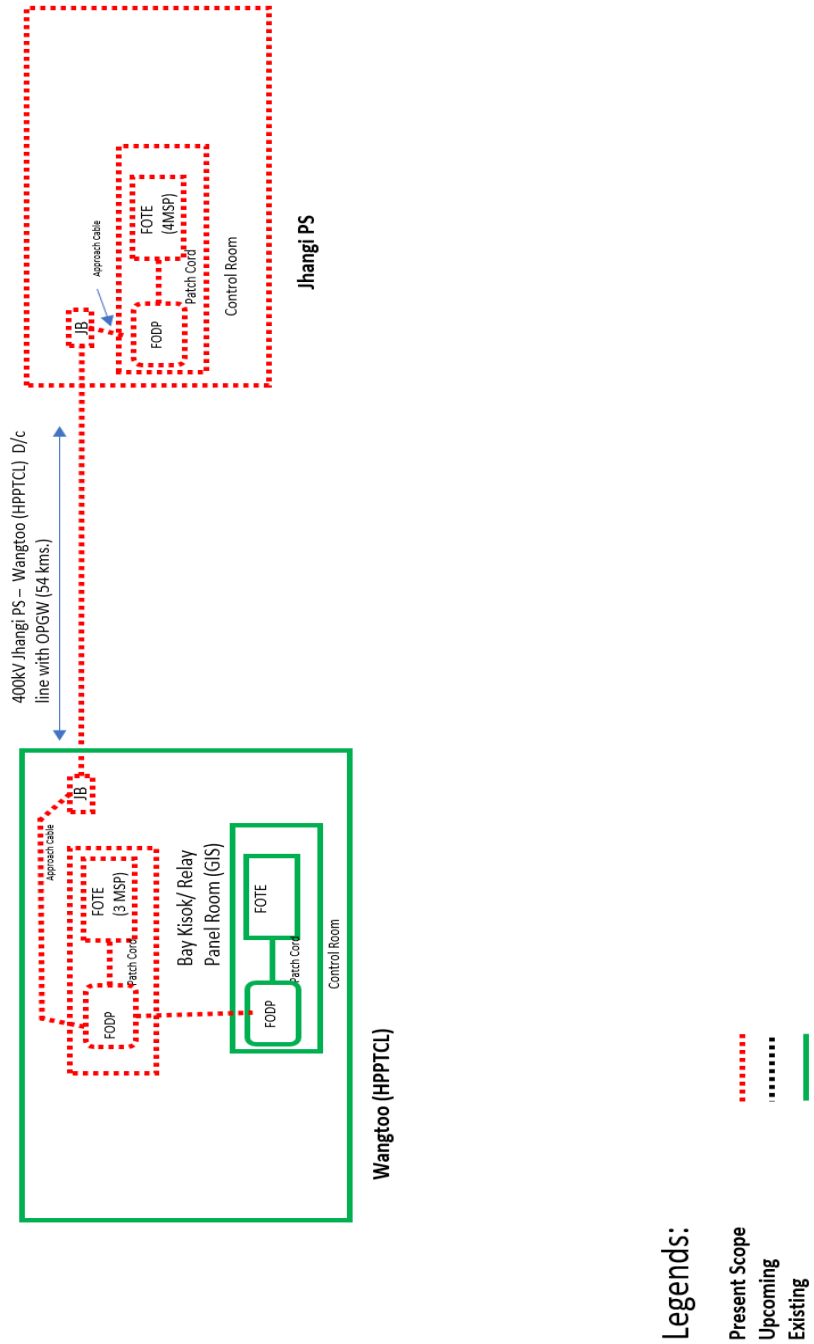 400kV Jhangi PS – Wangtoo (HPPTCL) D/c
line with OPGW (54 kms.)
JB
Approach Cable
FOTE
(3 MSP)
Patch Cord
FODP
Bay Kisok/ Relay
Panel Room (GIS)
FOTE
Patch Cord
FODP
Control Room
Wangtoo (HPPTCL)
JB
Approach Cable
FOTE
(4MSP)
FODP
Patch Cord
Control Room
Jhangi PS
Legends:
Present Scope
Upcoming
Existing